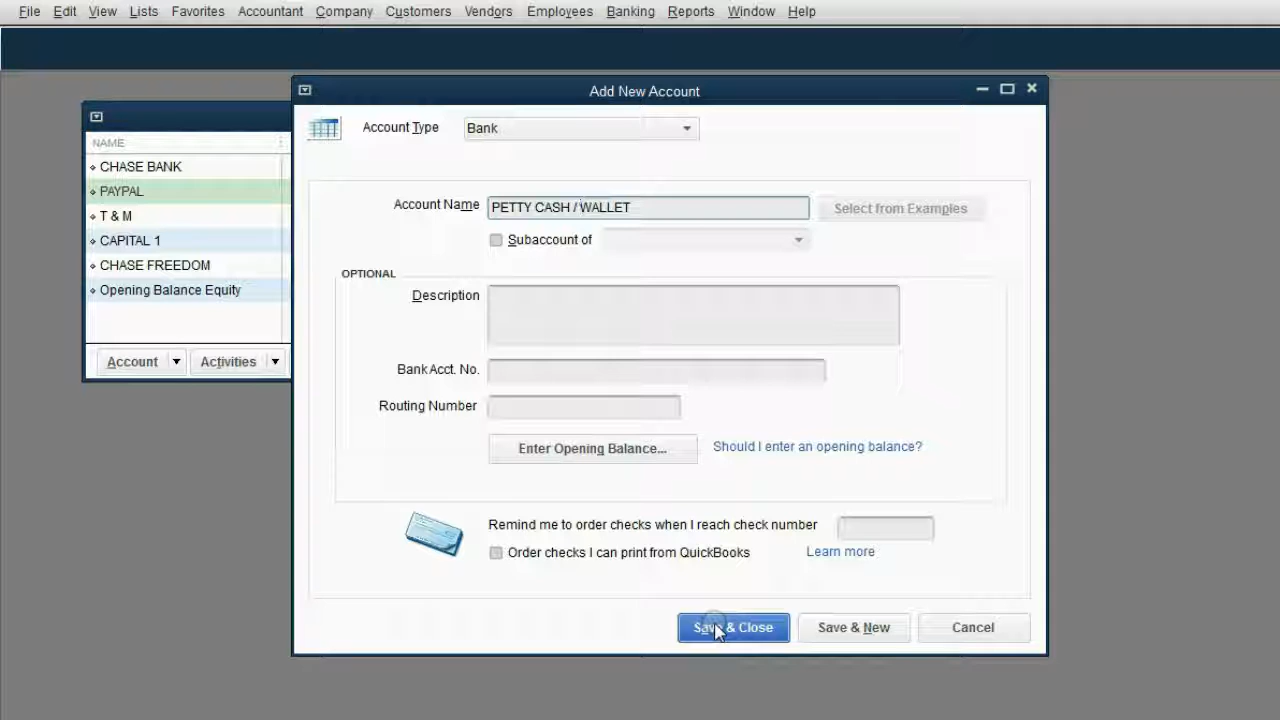 File Edit View Lists Favorites Accountant Company Customers Vendors Employees Banking Reports Window Help
Add New Account
Account Type Bank
NAME
CHASE BANK
PAYPAL
T & M
CAPITAL 1
CHASE FREEDOM
Opening Balance Equity
Account Activities
Account Name PETTY CASH / WALLET Select from Examples
Subaccount of
OPTIONAL
Description
Bank Acct. No.
Routing Number
Enter Opening Balance... Should I enter an opening balance?
Remind me to order checks when I reach check number
Order checks I can print from QuickBooks Learn more
Save & Close Save & New Cancel